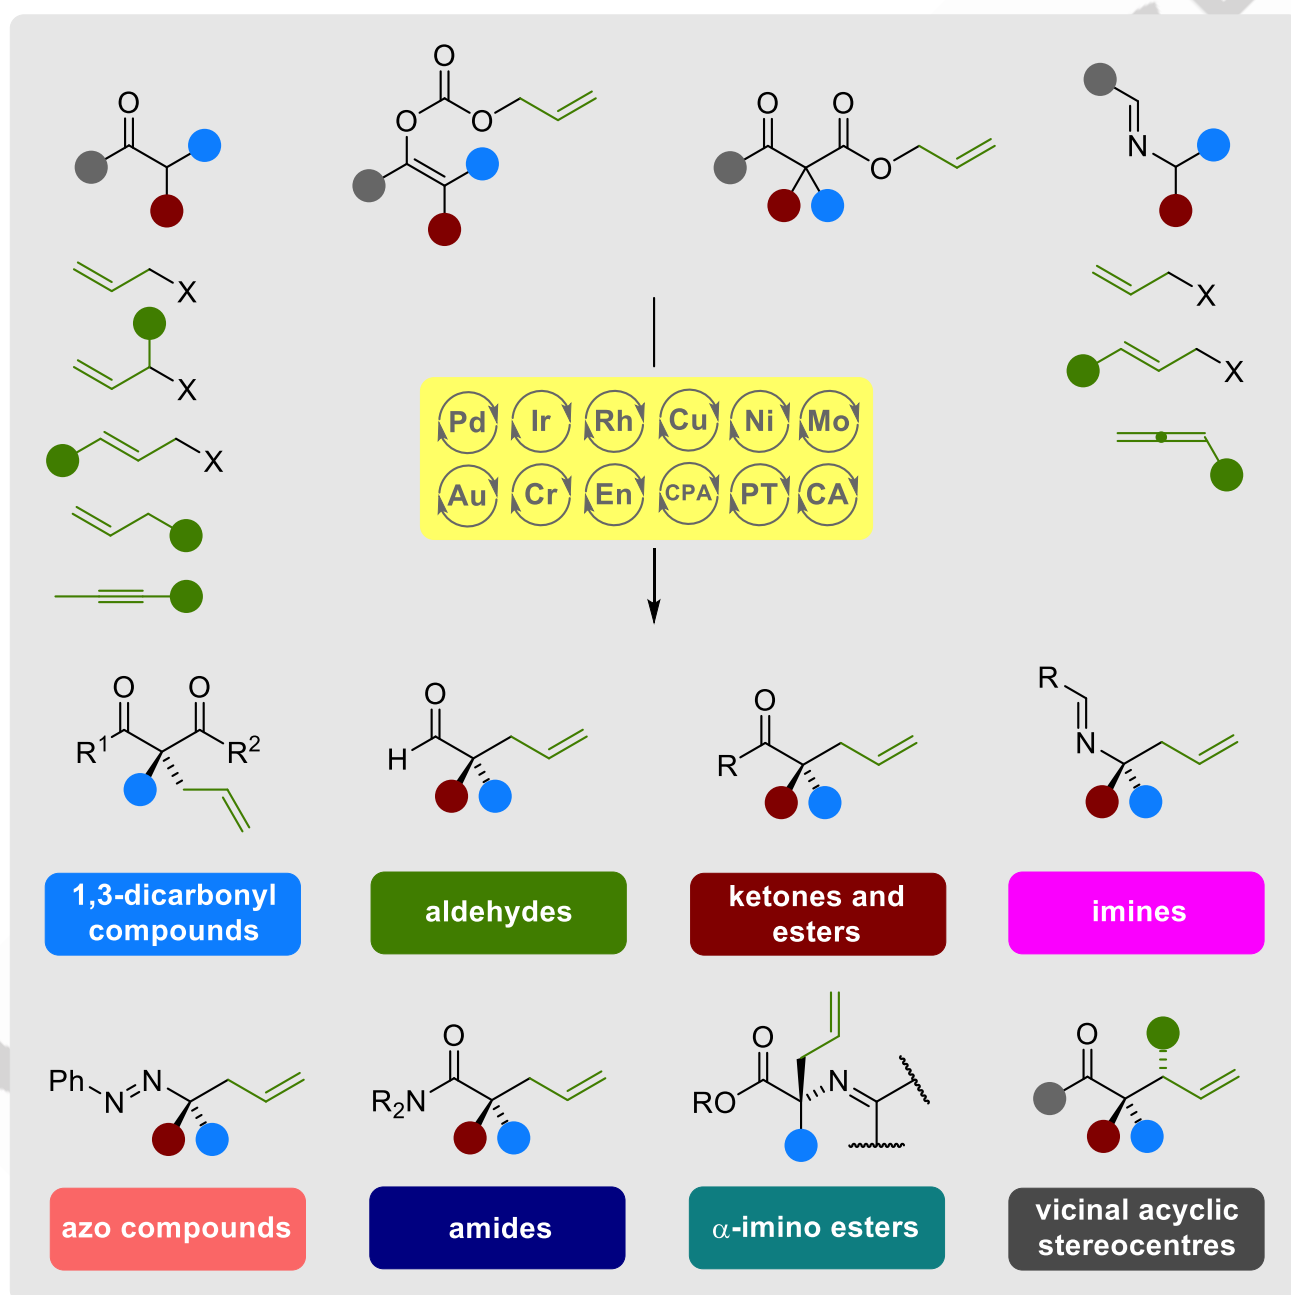 O
O
O
O
O
O
O
N
X
X
X
X
X
Pd Ir Rh Cu Ni Mo
Au Cr En CPA PT CA
O O
R¹ R²
O
H
O
R
R
N
1,3-dicarbonyl
compounds
aldehydes
ketones and
esters
imines
Ph N N
O
R₂N
O
RO N
O
azo compounds
amides
α-imino esters
vicinal acyclic
stereocentres